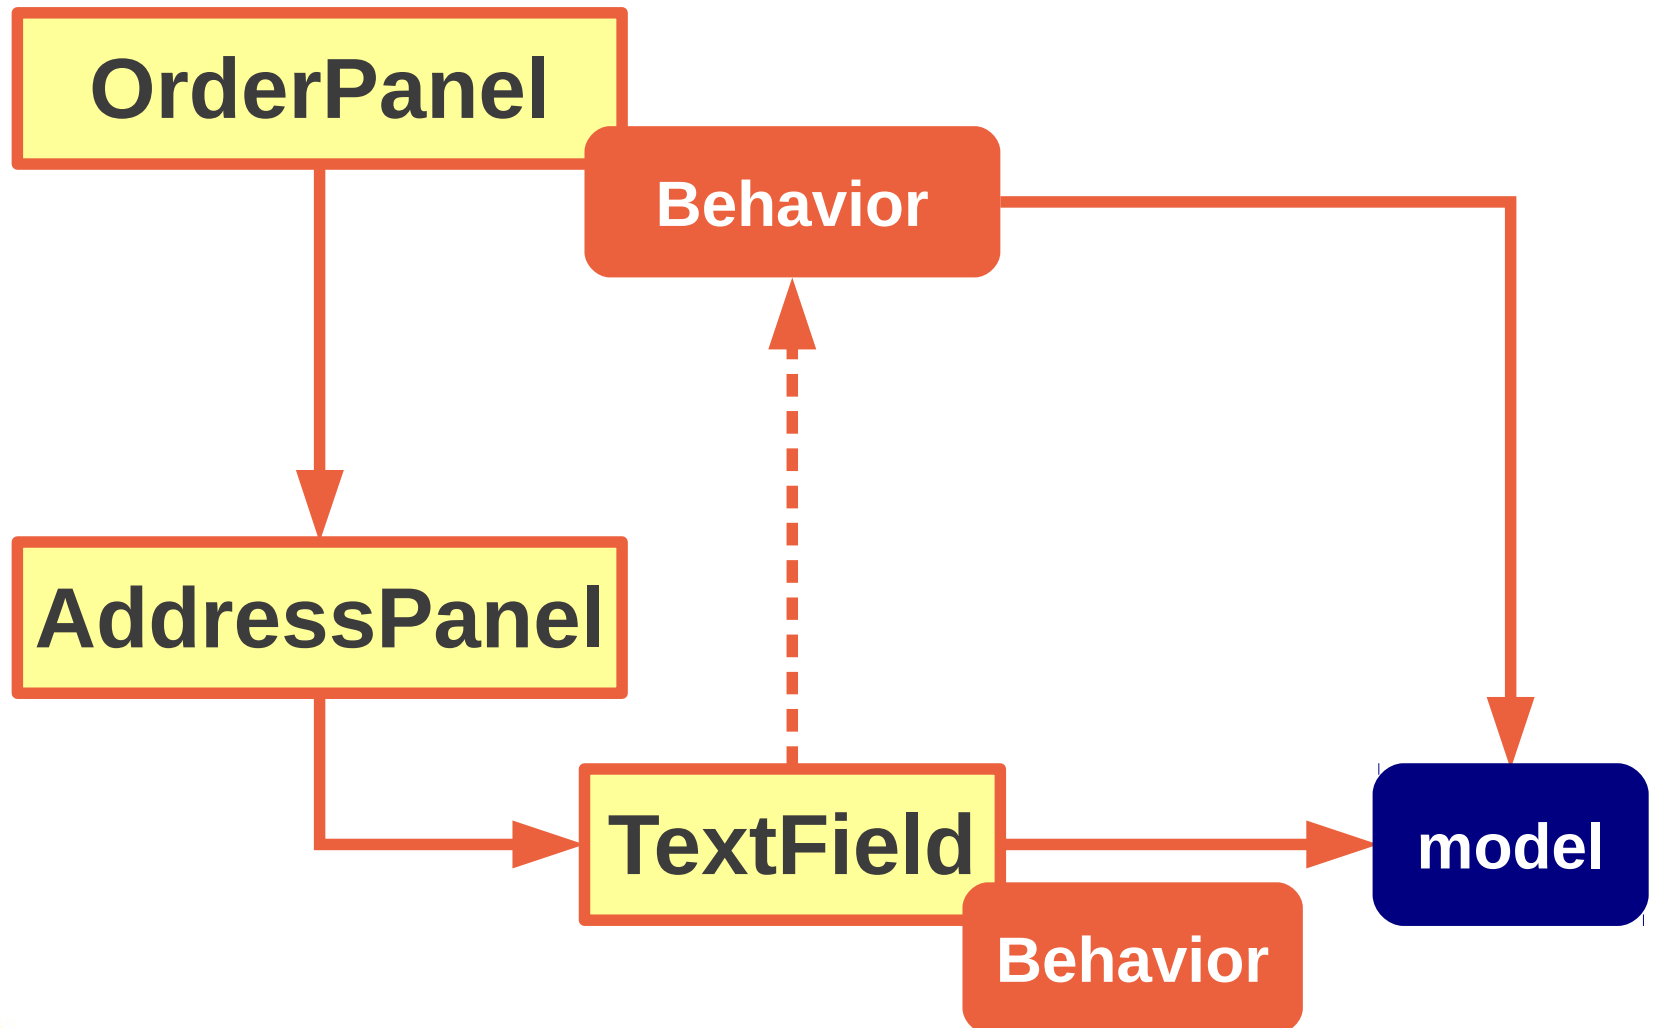 OrderPanel
Behavior
AddressPanel
TextField
model
Behavior